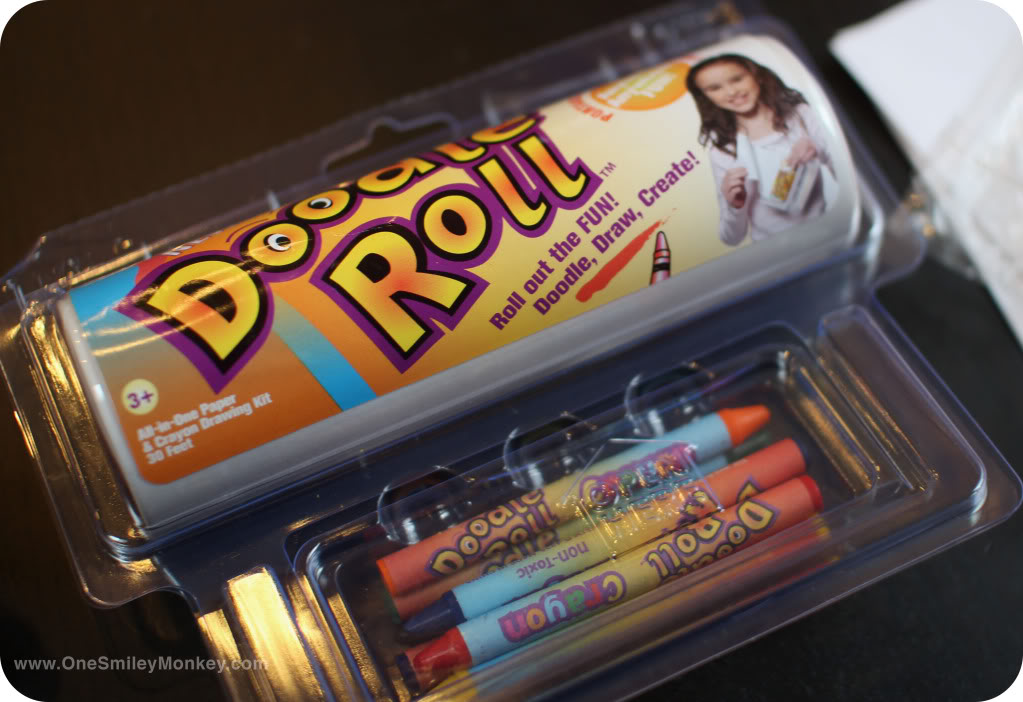 Doodle
Roll™
Roll out the FUN!
Doodle, Draw, Create!
3+
All-in-One Paper
& Crayon Drawing Kit
30 Feet
Doodle
Roll
non-Toxic
Crayon
Doodle
Roll
www.OneSmileyMonkey.com